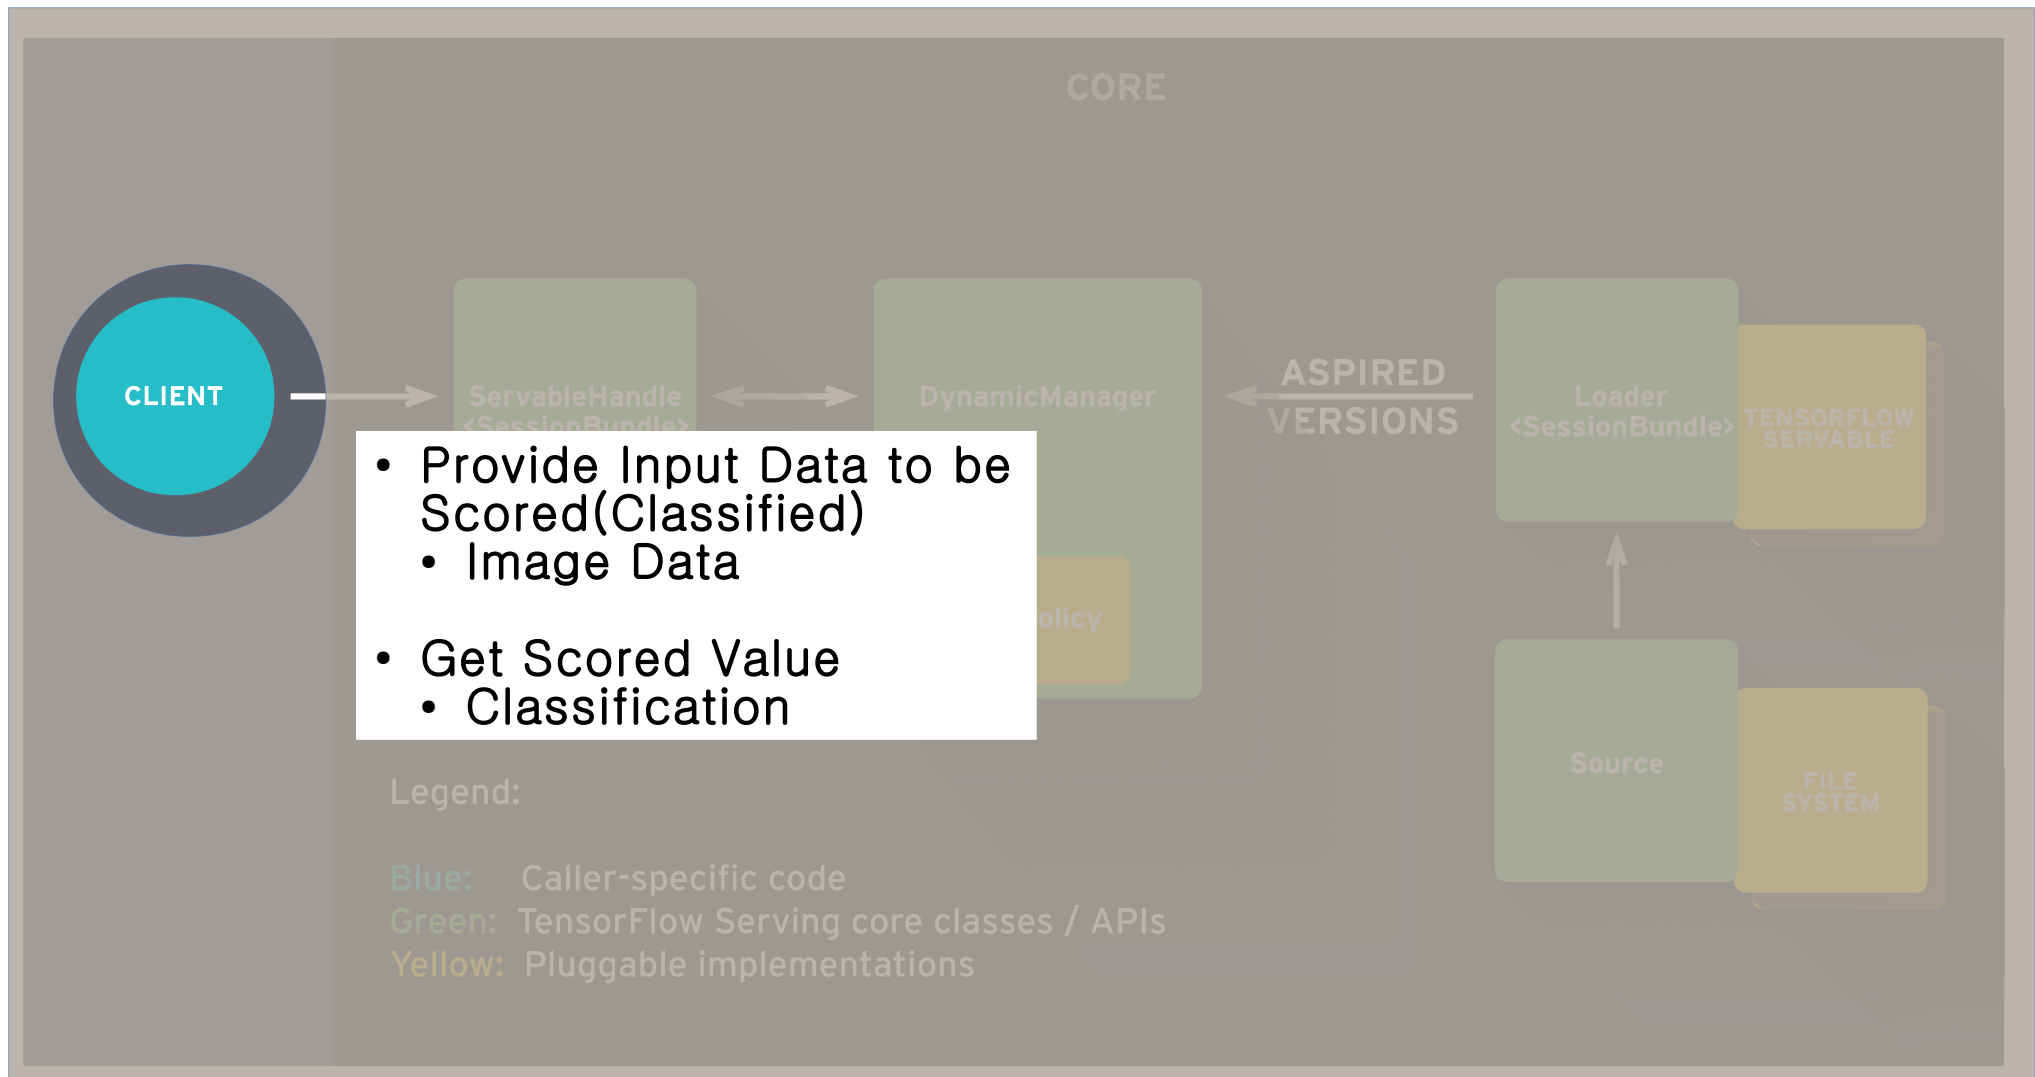 CORE
CLIENT
ServableHandle
<SessionBundle>
DynamicManager
ASPIRED
VERSIONS
Loader
<SessionBundle>
TENSORFLOW
SERVABLE
• Provide Input Data to be
Scored(Classified)
• Image Data
• Get Scored Value
• Classification
Source
FILE
SYSTEM
Legend:
Blue: Caller-specific code
Green: TensorFlow Serving core classes / APIs
Yellow: Pluggable implementations